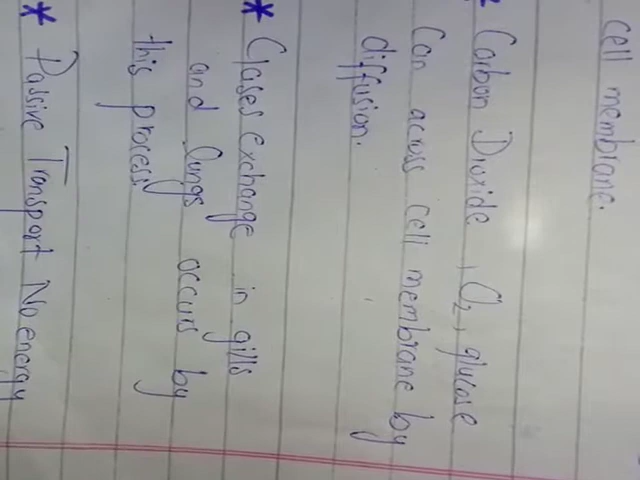 cell membrane.
* Carbon Dioxide, O2, glucose
Can across cell membrane by
diffusion.
* Glases exchange in gills
and lungs occurs by
this process.
* Passive Transport No energy